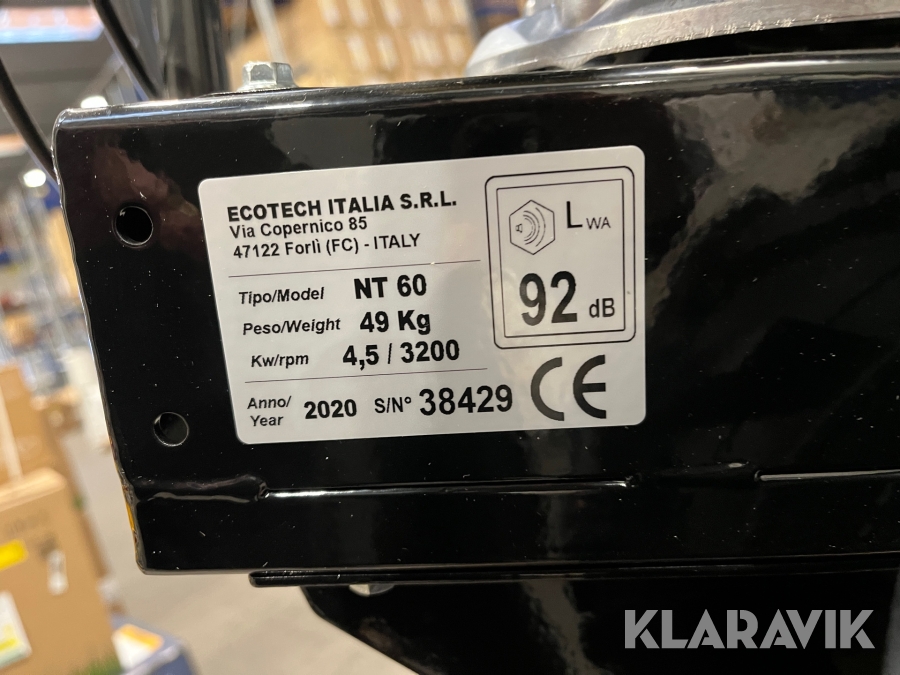 ECOTECH ITALIA S.R.L.
Via Copernico 85
47122 Forlì (FC) - ITALY
Tipo/Model NT 60
Peso/Weight 49 Kg
Kw/rpm 4,5 / 3200
Anno/
Year 2020 S/N° 38429
LWA
92 dB
CE
KLARAVIK